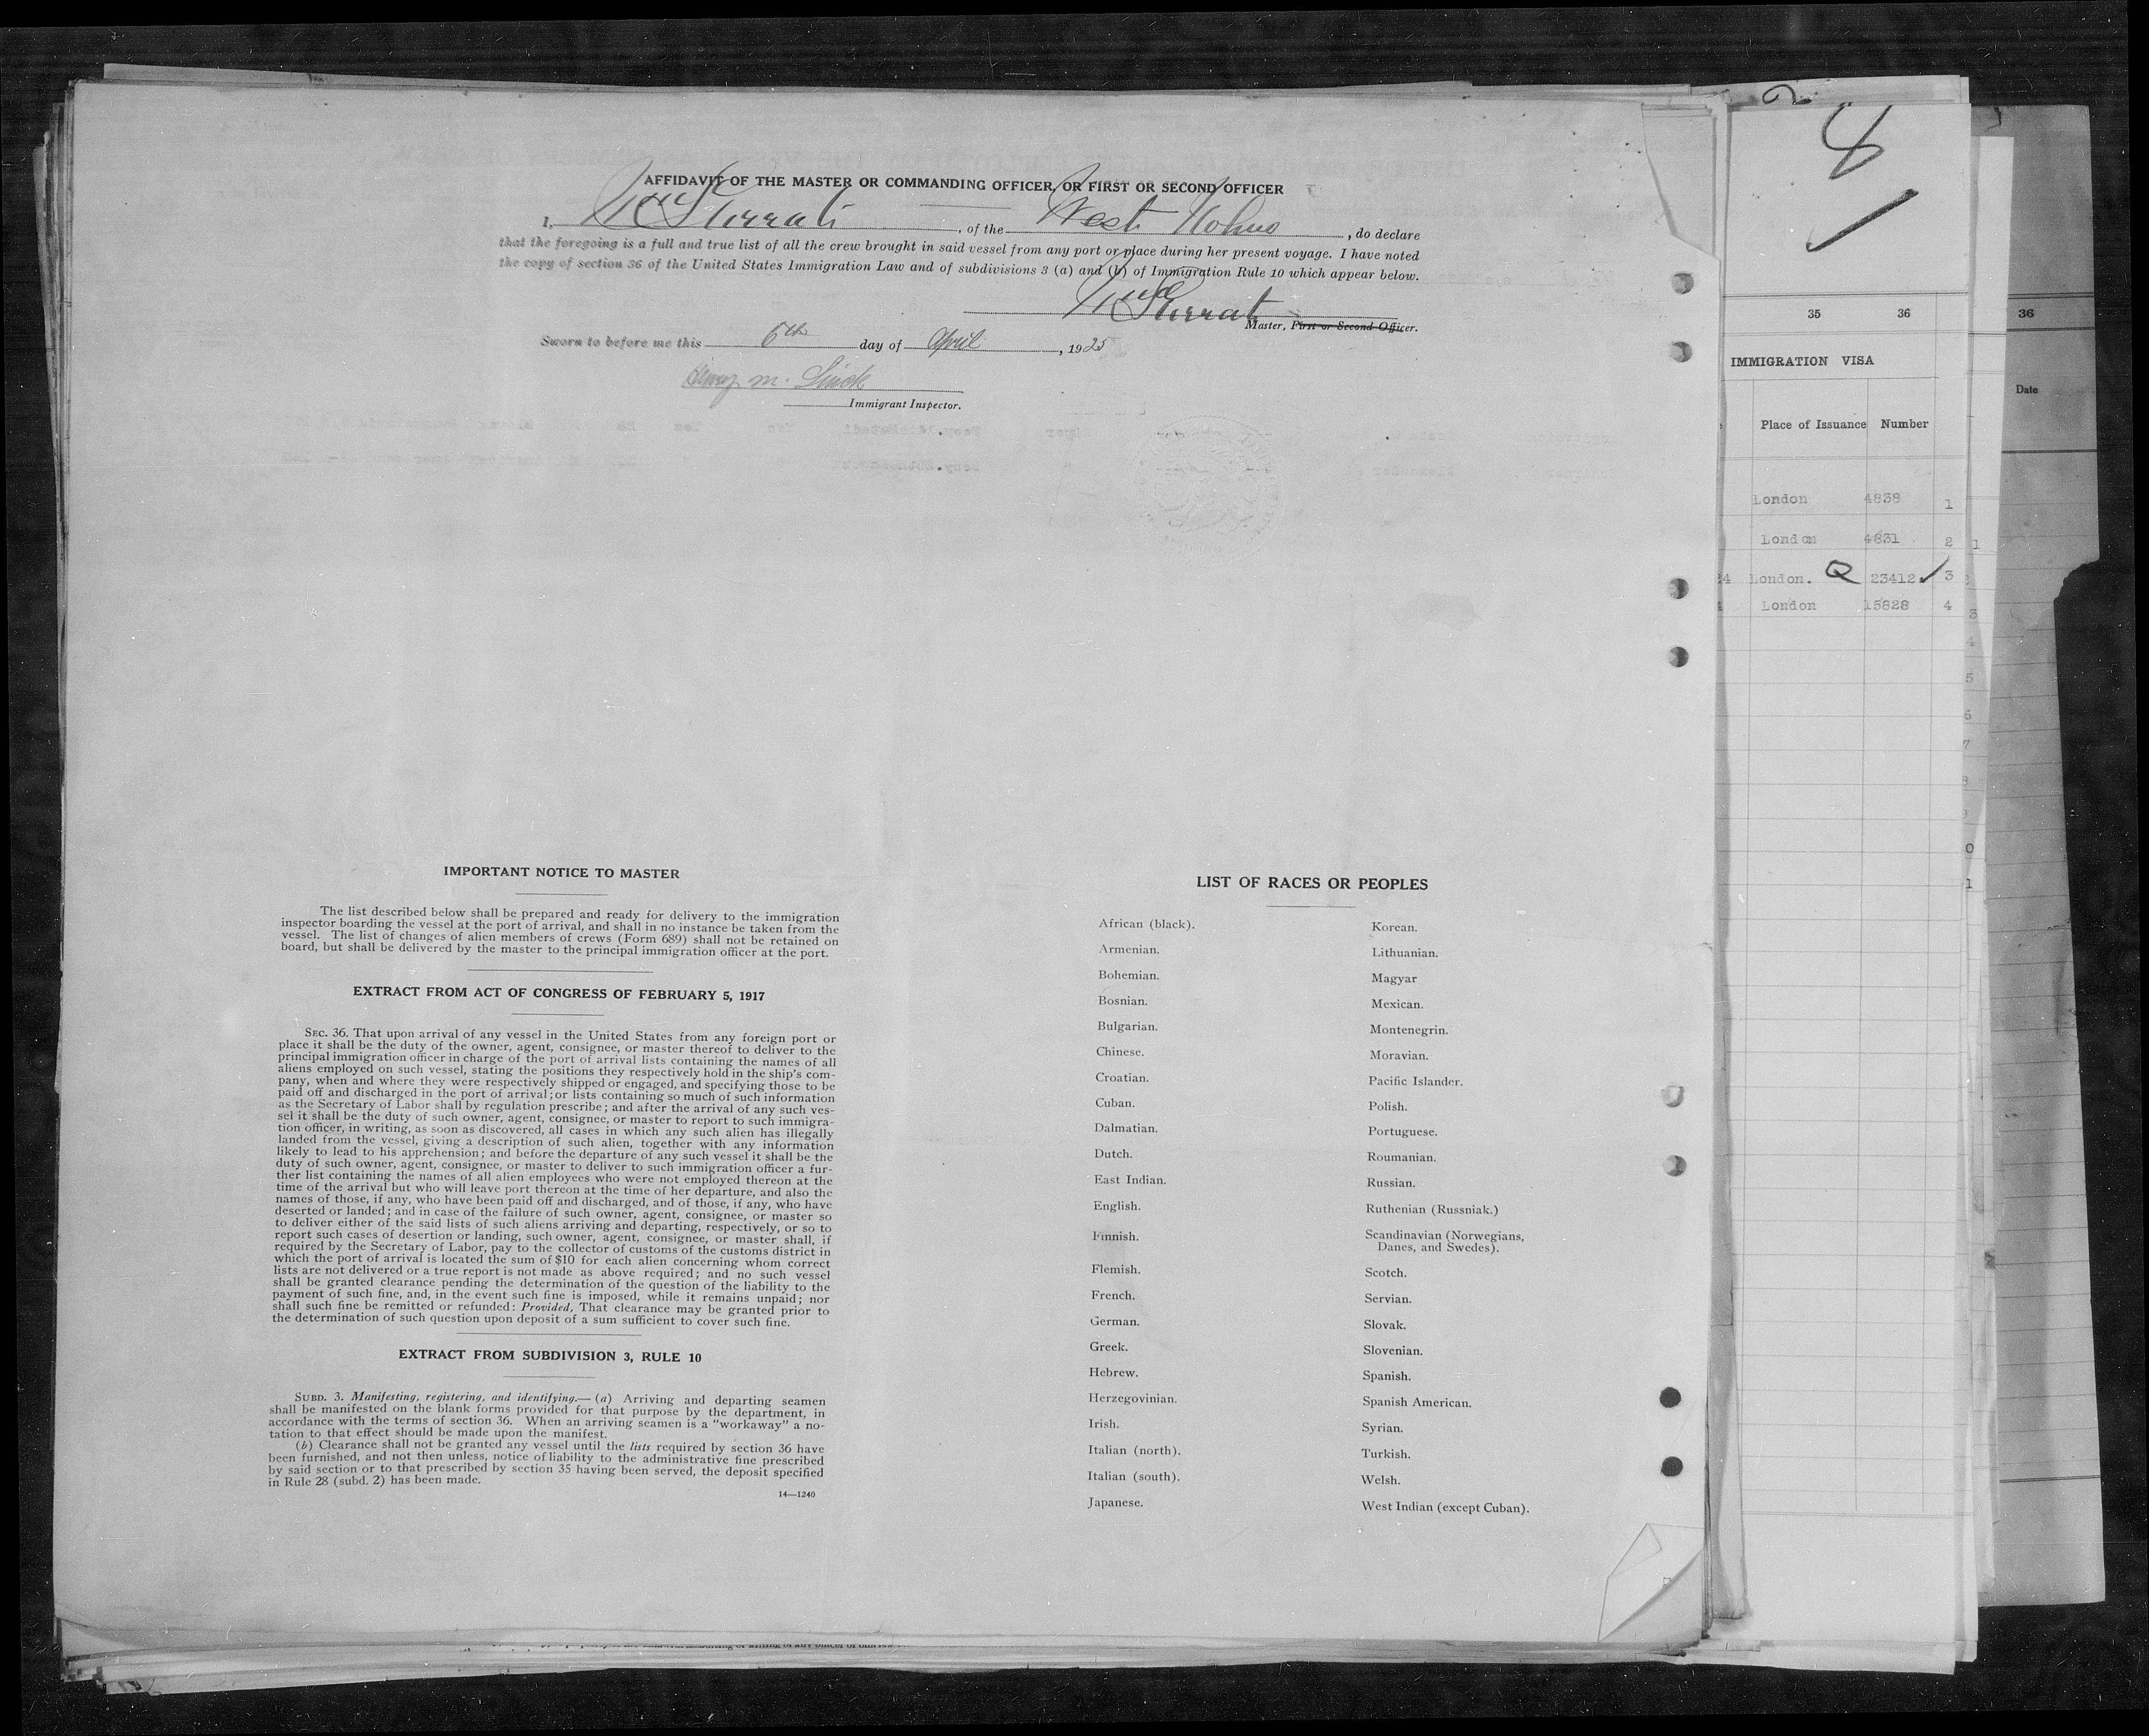 AFFIDAVIT OF THE MASTER OR COMMANDING OFFICER, OR FIRST OR SECOND OFFICER
I, , of the West , do declare
that the foregoing is a full and true list of all the crew brought in said vessel from any port or place during her present voyage. I have noted
the copy of section 36 of the United States Immigration Law and of subdivisions 3 (a) and (b) of Immigration Rule 10 which appear below.
Master, First or Second Officer.
Sworn to before me this 6th day of April, 1925
Henry M.
Immigrant Inspector.
IMPORTANT NOTICE TO MASTER
The list described below shall be prepared and ready for delivery to the immigration
inspector boarding the vessel at the port of arrival, and shall in no instance be taken from the
vessel. The list of changes of alien members of crews (Form 689) shall not be retained on
board, but shall be delivered by the master to the principal immigration officer at the port.
EXTRACT FROM ACT OF CONGRESS OF FEBRUARY 5, 1917
SEC. 36. That upon arrival of any vessel in the United States from any foreign port or
place it shall be the duty of the owner, agent, consignee, or master thereof to deliver to the
principal immigration officer in charge of the port of arrival lists containing the names of all
aliens employed on such vessel, stating the positions they respectively hold in the ship's com-
pany, when and where they were respectively shipped or engaged, and specifying those to be
paid off and discharged in the port of arrival; or lists containing so much of such information
as the Secretary of Labor shall by regulation prescribe; and after the arrival of any such ves-
sel it shall be the duty of such owner, agent, consignee, or master to report to such immigra-
tion officer, in writing, as soon as discovered, all cases in which any such alien has illegally
landed from the vessel, giving a description of such alien, together with any information
likely to lead to his apprehension; and before the departure of any such vessel it shall be the
duty of such owner, agent, consignee, or master to deliver to such immigration officer a fur-
ther list containing the names of all alien employees who were not employed thereon at the
time of the arrival but who will leave port thereon at the time of her departure, and also the
names of those, if any, who have been paid off and discharged, and of those, if any, who have
deserted or landed; and in case of the failure of such owner, agent, consignee, or master so
to deliver either of the said lists of such aliens arriving and departing, respectively, or so to
report such cases of desertion or landing, such owner, agent, consignee, or master shall, if
required by the Secretary of Labor, pay to the collector of customs of the customs district in
which the port of arrival is located the sum of $10 for each alien concerning whom correct
lists are not delivered or a true report is not made as above required; and no such vessel
shall be granted clearance pending the determination of the question of the liability to the
payment of such fine, and, in the event such fine is imposed, while it remains unpaid; nor
shall such fine be remitted or refunded: Provided, That clearance may be granted prior to
the determination of such question upon deposit of a sum sufficient to cover such fine.
EXTRACT FROM SUBDIVISION 3, RULE 10
SUBD. 3. Manifesting, registering, and identifying.—(a) Arriving and departing seamen
shall be manifested on the blank forms provided for that purpose by the department, in
accordance with the terms of section 36. When an arriving seamen is a "workaway" a no-
tation to that effect should be made upon the manifest.
(b) Clearance shall not be granted any vessel until the lists required by section 36 have
been furnished, and not then unless, notice of liability to the administrative fine prescribed
by said section or to that prescribed by section 35 having been served, the deposit specified
in Rule 28 (subd. 2) has been made.
14—1240
LIST OF RACES OR PEOPLES
African (black).
Armenian.
Bohemian.
Bosnian.
Bulgarian.
Chinese.
Croatian.
Cuban.
Dalmatian.
Dutch.
East Indian.
English.
Finnish.
Flemish.
French.
German.
Greek.
Hebrew.
Herzegovinian.
Irish.
Italian (north).
Italian (south).
Japanese.
Korean.
Lithuanian.
Magyar
Mexican.
Montenegrin.
Moravian.
Pacific Islander.
Polish.
Portuguese.
Roumanian.
Russian.
Ruthenian (Russniak.)
Scandinavian (Norwegians,
Danes, and Swedes).
Scotch.
Servian.
Slovak.
Slovenian.
Spanish.
Spanish American.
Syrian.
Turkish.
Welsh.
West Indian (except Cuban).
35 36
IMMIGRATION VISA
Place of Issuance Number
London 4838 1
London 4831 2
London. 23412 3
London 15828 4
36
Date